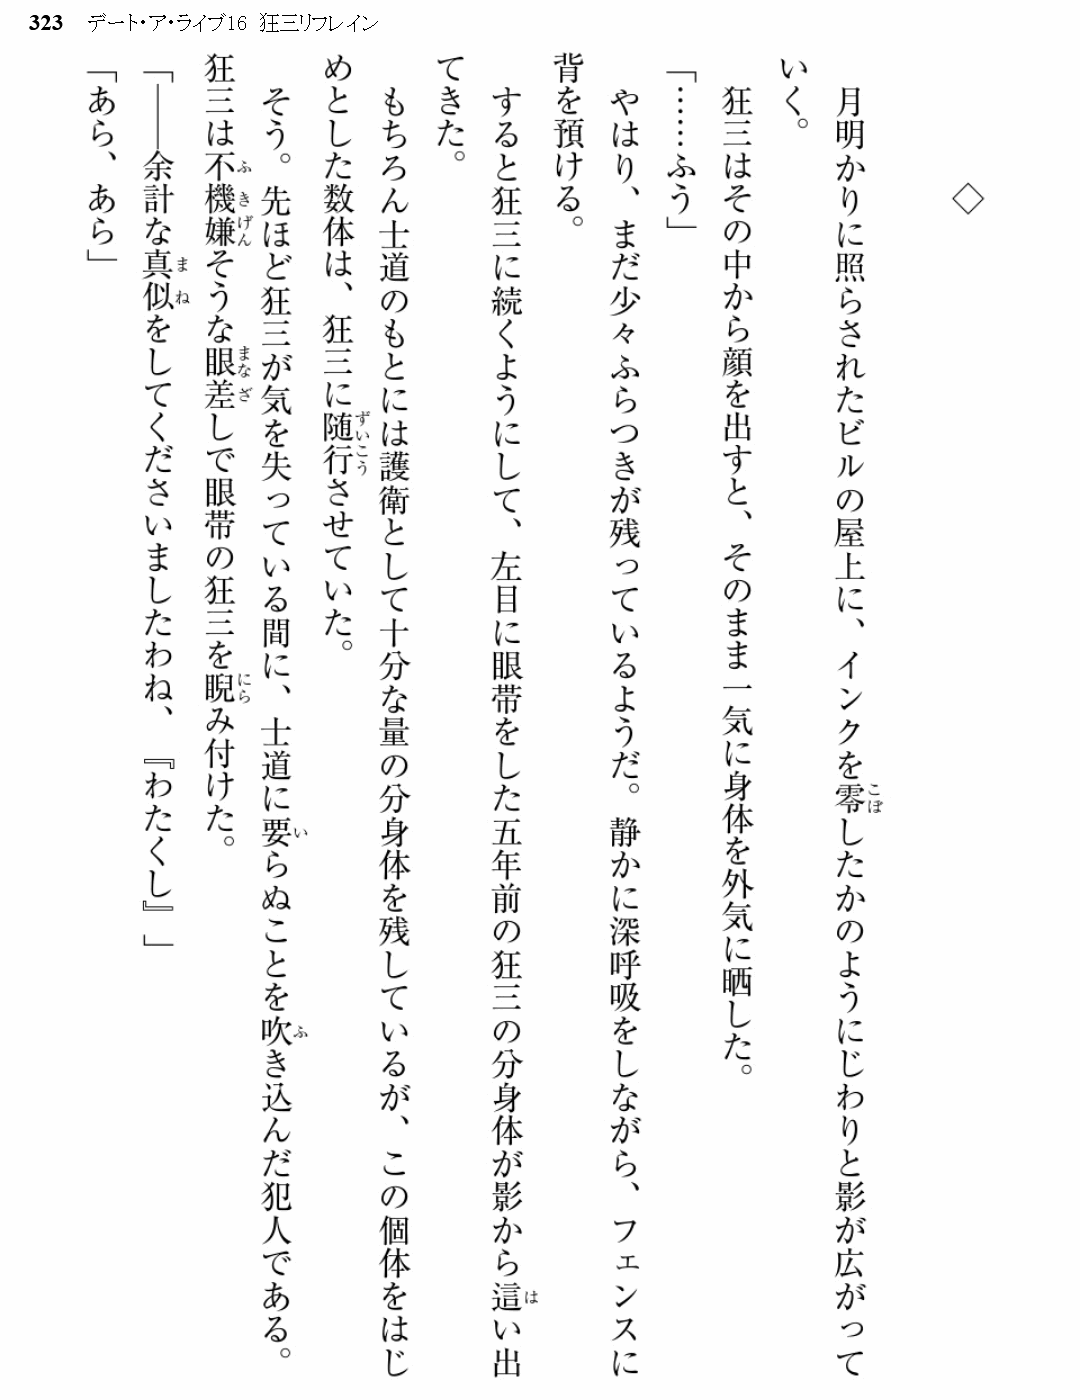 323 デート・ア・ライブ16 狂三リフレイン
◇
月明かりに照らされたビルの屋上に、インクを零したかのようにじわりと影が広がって
いく。
狂三はその中から顔を出すと、そのまま一気に身体を外気に晒した。
「……ふう」
やはり、まだ少々ふらつきが残っているようだ。静かに深呼吸をしながら、フェンスに
背を預ける。
すると狂三に続くようにして、左目に眼帯をした五年前の狂三の分身体が影から這い出
てきた。
もちろん士道のもとには護衛として十分な量の分身体を残しているが、この個体をはじ
めとした数体は、狂三に随行させていた。
そう。先ほど狂三が気を失っている間に、士道に要らぬことを吹き込んだ犯人である。
狂三は不機嫌そうな眼差しで眼帯の狂三を睨み付けた。
「――余計な真似をしてくださいましたわね、『わたくし』」
「あら、あら」